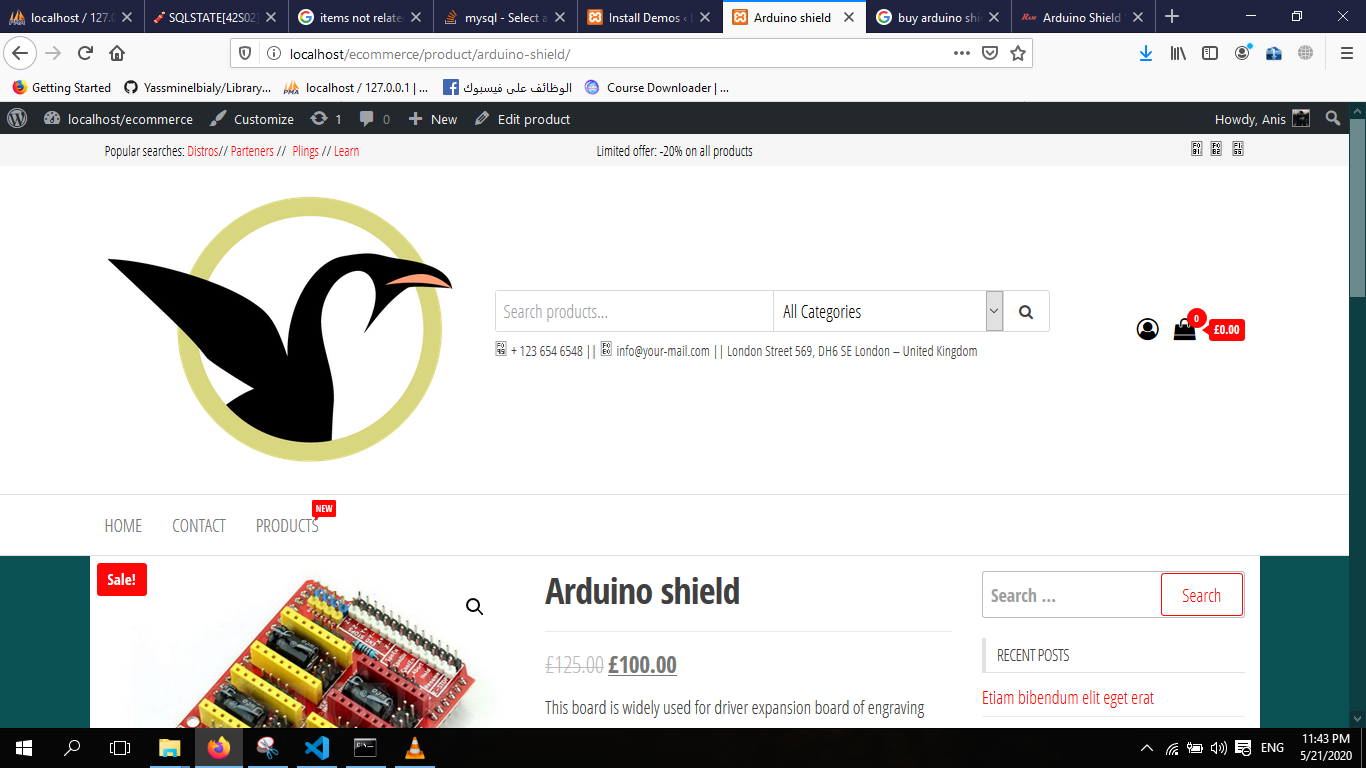 localhost / 127.0
SQLSTATE[42S02]
items not relate
mysql - Select a
Install Demos ‹ L
Arduino shield
buy arduino shi
Ram Arduino Shield
localhost/ecommerce/product/arduino-shield/
Getting Started
Yassminelbialy/Library...
localhost / 127.0.0.1 | ...
الوظائف على فيسبوك
Course Downloader | ...
localhost/ecommerce Customize 1 0 New Edit product Howdy, Anis
Popular searches: Distros// Parteners // Plings // Learn
Limited offer: -20% on all products
Search products...
All Categories
0
£0.00
+ 123 654 6548 || info@your-mail.com || London Street 569, DH6 SE London – United Kingdom
NEW
HOME CONTACT PRODUCTS
Sale!
Arduino shield
£125.00 £100.00
This board is widely used for driver expansion board of engraving
Search ...
Search
RECENT POSTS
Etiam bibendum elit eget erat
ENG
11:43 PM
5/21/2020